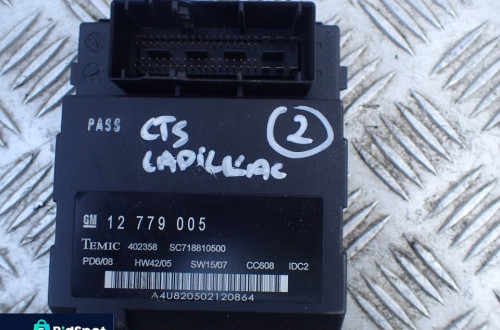 PASS
CTS
CADILLAC
2
GM 12 779 005
TEMIC 402358 SC718810500
PD6/08 HW42/05 SW15/07 CC608 IDC2
A4U820502120864
BidSpot